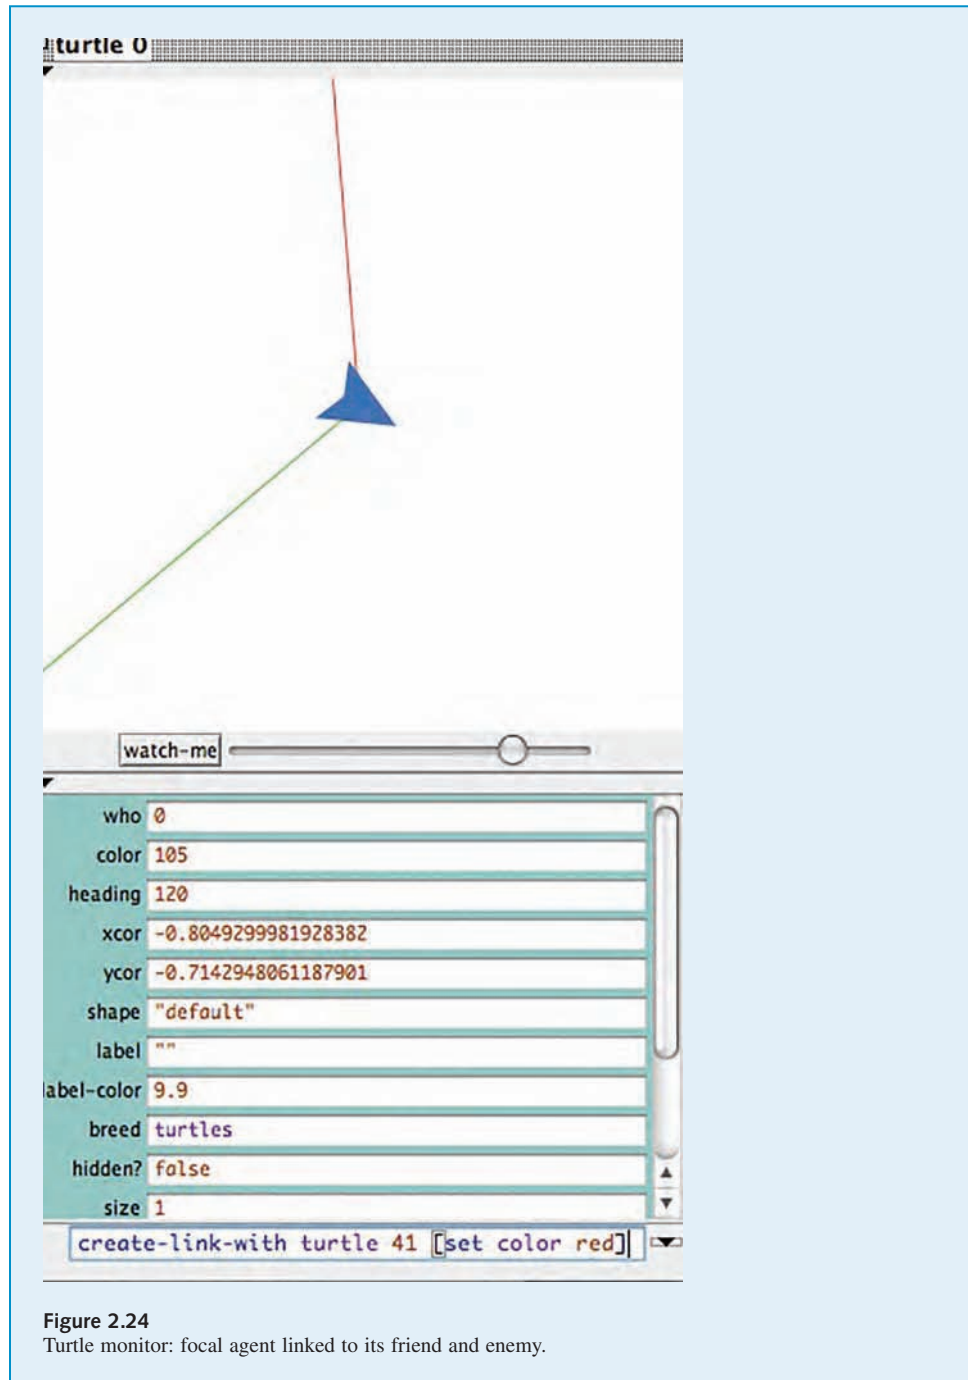 turtle 0
watch-me
who 0
color 105
heading 120
xcor -0.8049299981928382
ycor -0.7142948061187901
shape "default"
label ""
label-color 9.9
breed turtles
hidden? false
size 1
create-link-with turtle 41 [set color red]
Figure 2.24
Turtle monitor: focal agent linked to its friend and enemy.